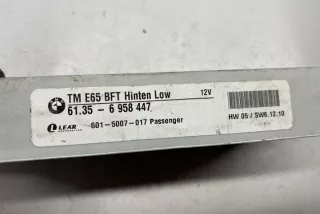 TM E65 BFT Hinten Low 12V
61.35 - 6 958 447
LEAR
CORPORATION
601-5007-017 Passenger
HW 05 / SW6.12.10